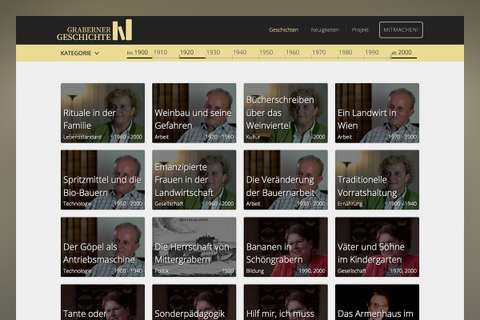 GRABERNER
GESCHICHTE
Geschichten
Neuigkeiten
Projekt
MITMACHEN!
KATEGORIE
bis 1900
1910
1920
1930
1940
1950
1960
1970
1980
1990
ab 2000
Rituale in der
Familie
Lebensstandard
1960 - 2000
Weinbau und seine
Gefahren
Arbeit
1920 - 1960
Bücherschreiben
über das
Weinviertel
Kultur
2000
Ein Landwirt in
Wien
Arbeit
1970 - 2000
Spritzmittel und die
Bio-Bauern
Technologie
1950 - 2000
Emanzipierte
Frauen in der
Landwirtschaft
Gesellschaft
1960 - 2000
Die Veränderung
der Bauernarbeit
Arbeit
1930 - 2000
Traditionelle
Vorratshaltung
Ernährung
1900 - 1940
Der Göpel als
Antriebsmaschine
Technologie
1900 - 1940
Die Herrschaft von
Mittergrabern
Politik
1500
Bananen in
Schöngrabern
Bildung
1990, 2000
Väter und Söhne
im Kindergarten
Gesellschaft
1970, 2000
Tante oder
Sonderpädagogik
Hilf mir, ich muss
Das Armenhaus im